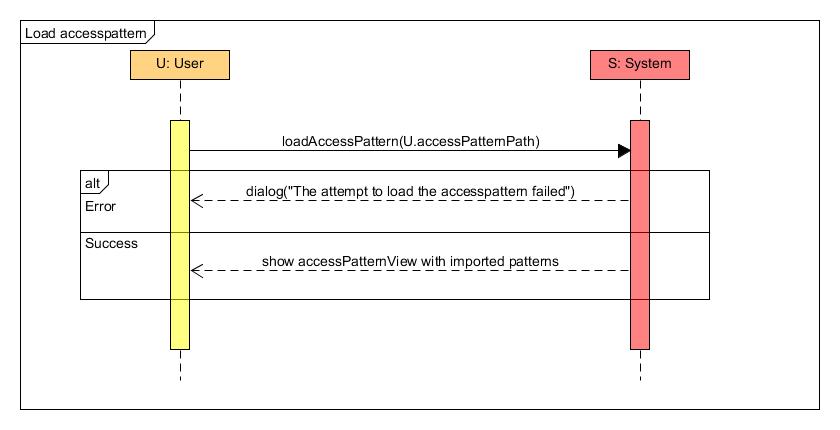 Load accesspattern
U: User
S: System
loadAccessPattern(U.accessPatternPath)
alt
dialog("The attempt to load the accesspattern failed")
Error
Success
show accessPatternView with imported patterns